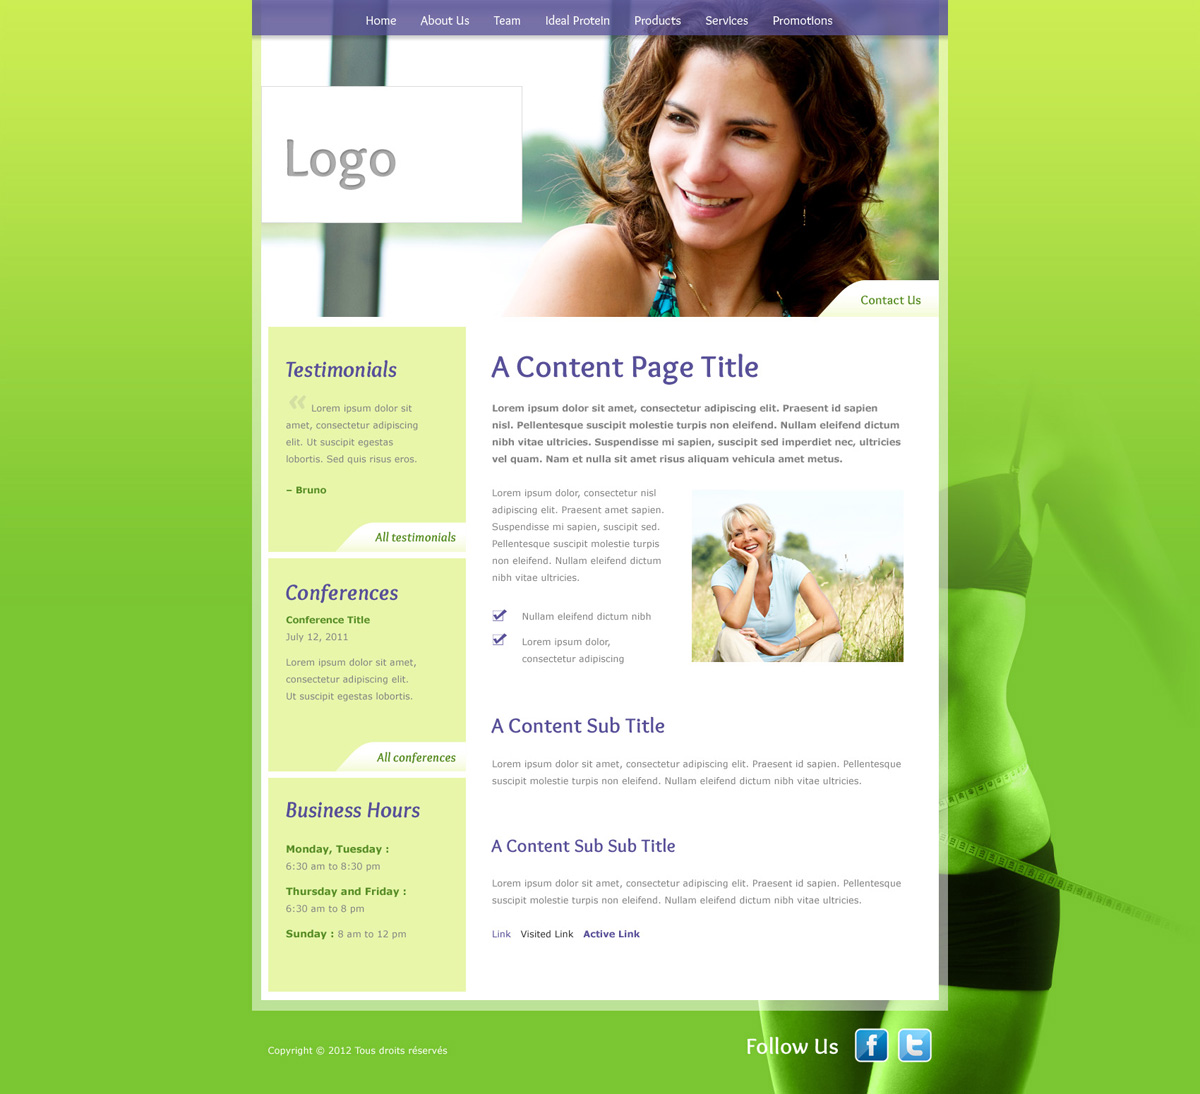 Home About Us Team Ideal Protein Products Services Promotions
Logo
Contact Us
Testimonials
« Lorem ipsum dolor sit
amet, consectetur adipiscing
elit. Ut suscipit egestas
lobortis. Sed quis risus eros.
– Bruno
All testimonials
Conferences
Conference Title
July 12, 2011
Lorem ipsum dolor sit amet,
consectetur adipiscing elit.
Ut suscipit egestas lobortis.
All conferences
Business Hours
Monday, Tuesday :
6:30 am to 8:30 pm
Thursday and Friday :
6:30 am to 8 pm
Sunday : 8 am to 12 pm
A Content Page Title
Lorem ipsum dolor sit amet, consectetur adipiscing elit. Praesent id sapien
nisl. Pellentesque suscipit molestie turpis non eleifend. Nullam eleifend dictum
nibh vitae ultricies. Suspendisse mi sapien, suscipit sed imperdiet nec, ultricies
vel quam. Nam et nulla sit amet risus aliquam vehicula amet metus.
Lorem ipsum dolor, consectetur nisl
adipiscing elit. Praesent amet sapien.
Suspendisse mi sapien, suscipit sed.
Pellentesque suscipit molestie turpis
non eleifend. Nullam eleifend dictum
nibh vitae ultricies.
Nullam eleifend dictum nibh
Lorem ipsum dolor,
consectetur adipiscing
A Content Sub Title
Lorem ipsum dolor sit amet, consectetur adipiscing elit. Praesent id sapien. Pellentesque
suscipit molestie turpis non eleifend. Nullam eleifend dictum nibh vitae ultricies.
A Content Sub Sub Title
Lorem ipsum dolor sit amet, consectetur adipiscing elit. Praesent id sapien. Pellentesque
suscipit molestie turpis non eleifend. Nullam eleifend dictum nibh vitae ultricies.
Link Visited Link Active Link
Copyright © 2012 Tous droits réservés
Follow Us f t